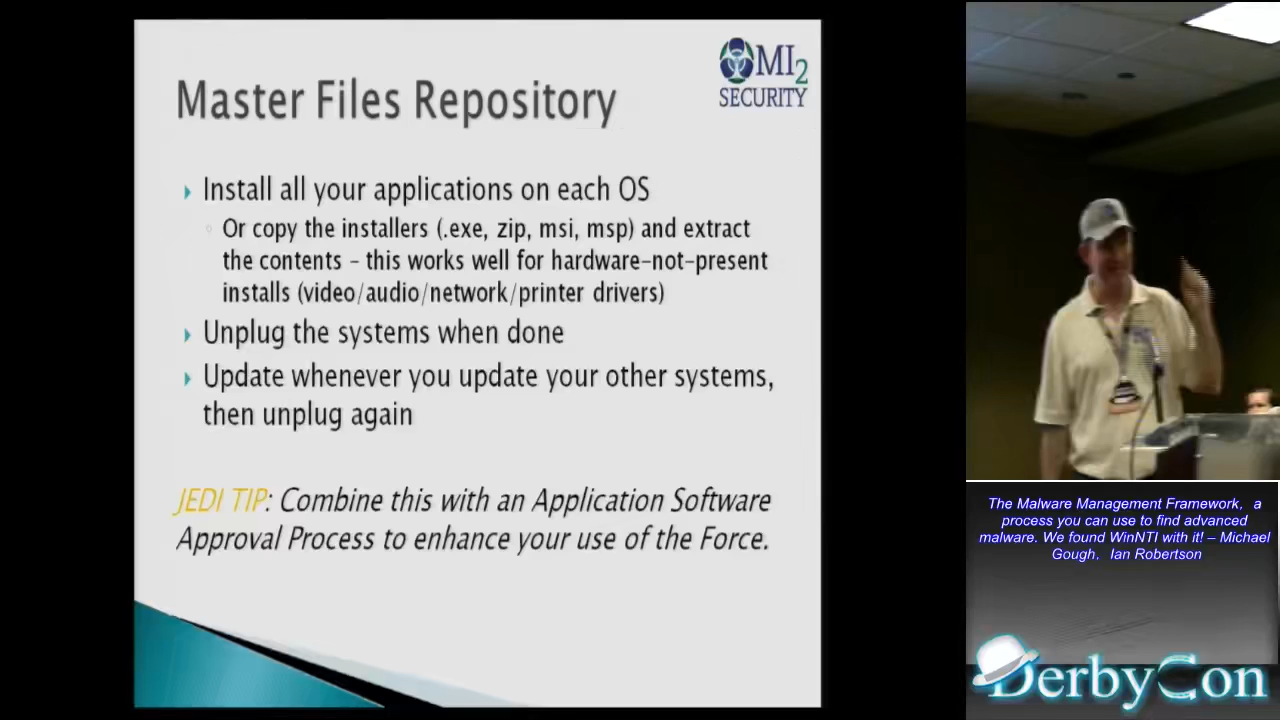 Master Files Repository
MI2
SECURITY
Install all your applications on each OS
Or copy the installers (.exe, zip, msi, msp) and extract
the contents – this works well for hardware-not-present
installs (video/audio/network/printer drivers)
Unplug the systems when done
Update whenever you update your other systems,
then unplug again
JEDI TIP: Combine this with an Application Software
Approval Process to enhance your use of the Force.
The Malware Management Framework, a
process you can use to find advanced
malware. We found WinNTI with it! – Michael
Gough, Ian Robertson
DerbyCon